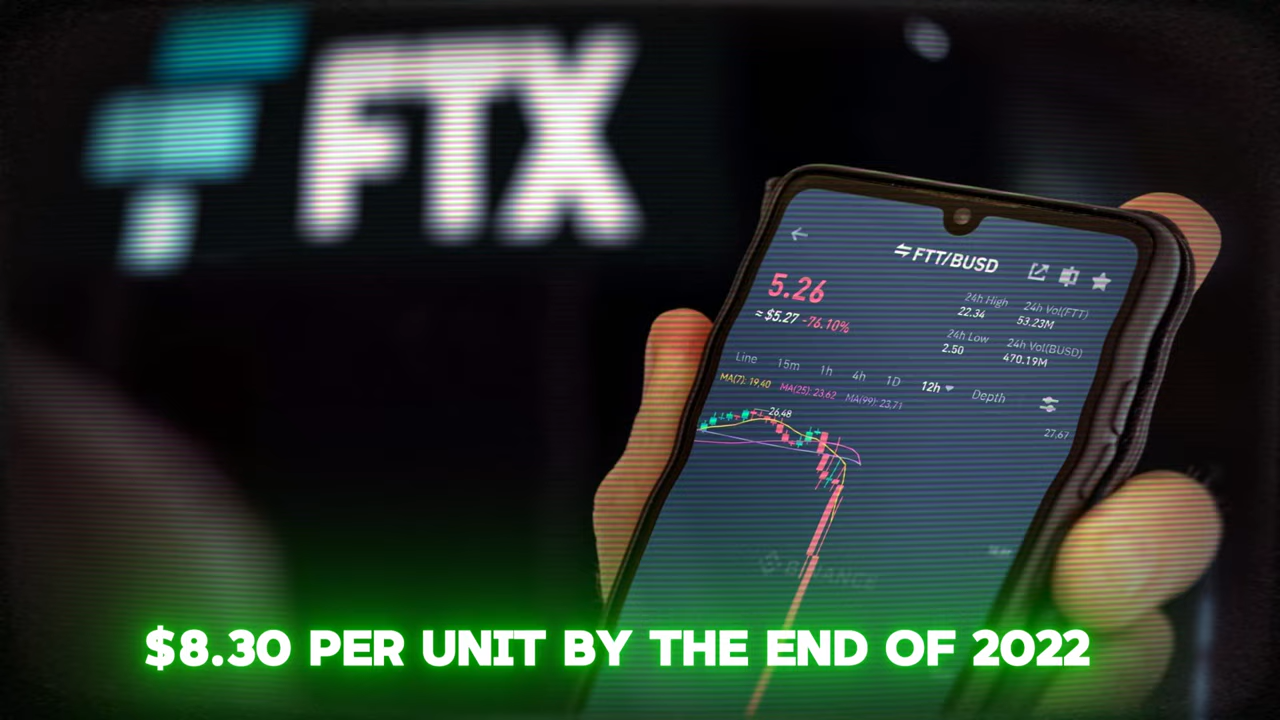 FTX
FTT/BUSD
5.26
≈ $5.27 -76.10%
24h High
22.34
24h Vol(FTT)
53.23M
24h Low
2.50
24h Vol(BUSD)
470.19M
Line 15m 1h 4h 1D 12h Depth
MA(7): 19,40 MA(25): 23,62 MA(99): 23,71
27,67
26,48
BINANCE
$8.30 PER UNIT BY THE END OF 2022